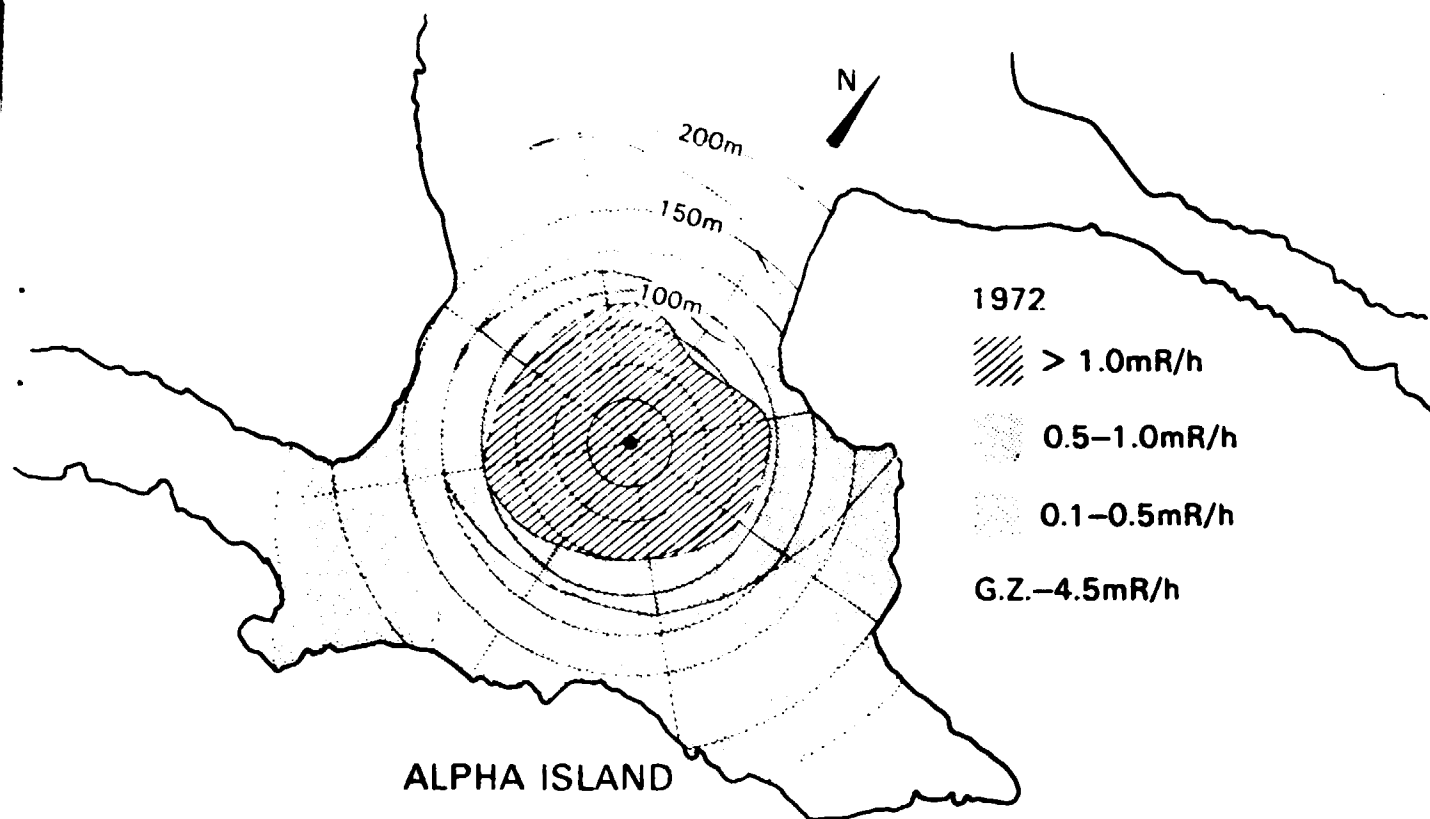 N
200m
150m
100m
1972
> 1.0mR/h
0.5–1.0mR/h
0.1–0.5mR/h
G.Z.–4.5mR/h
ALPHA ISLAND